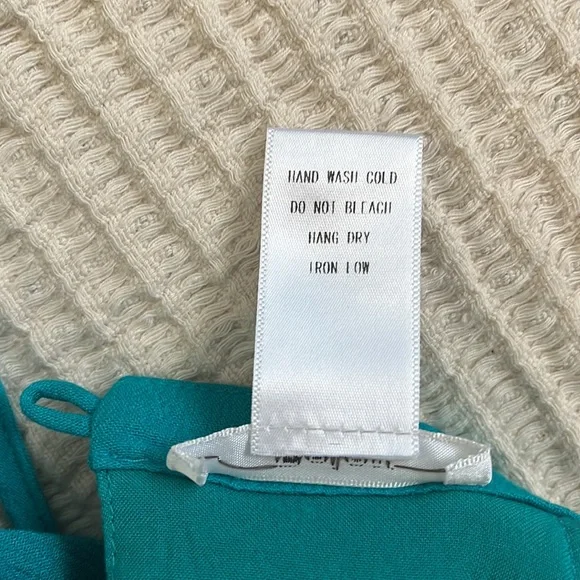 HAND WASH COLD
DO NOT BLEACH
HANG DRY
IRON LOW